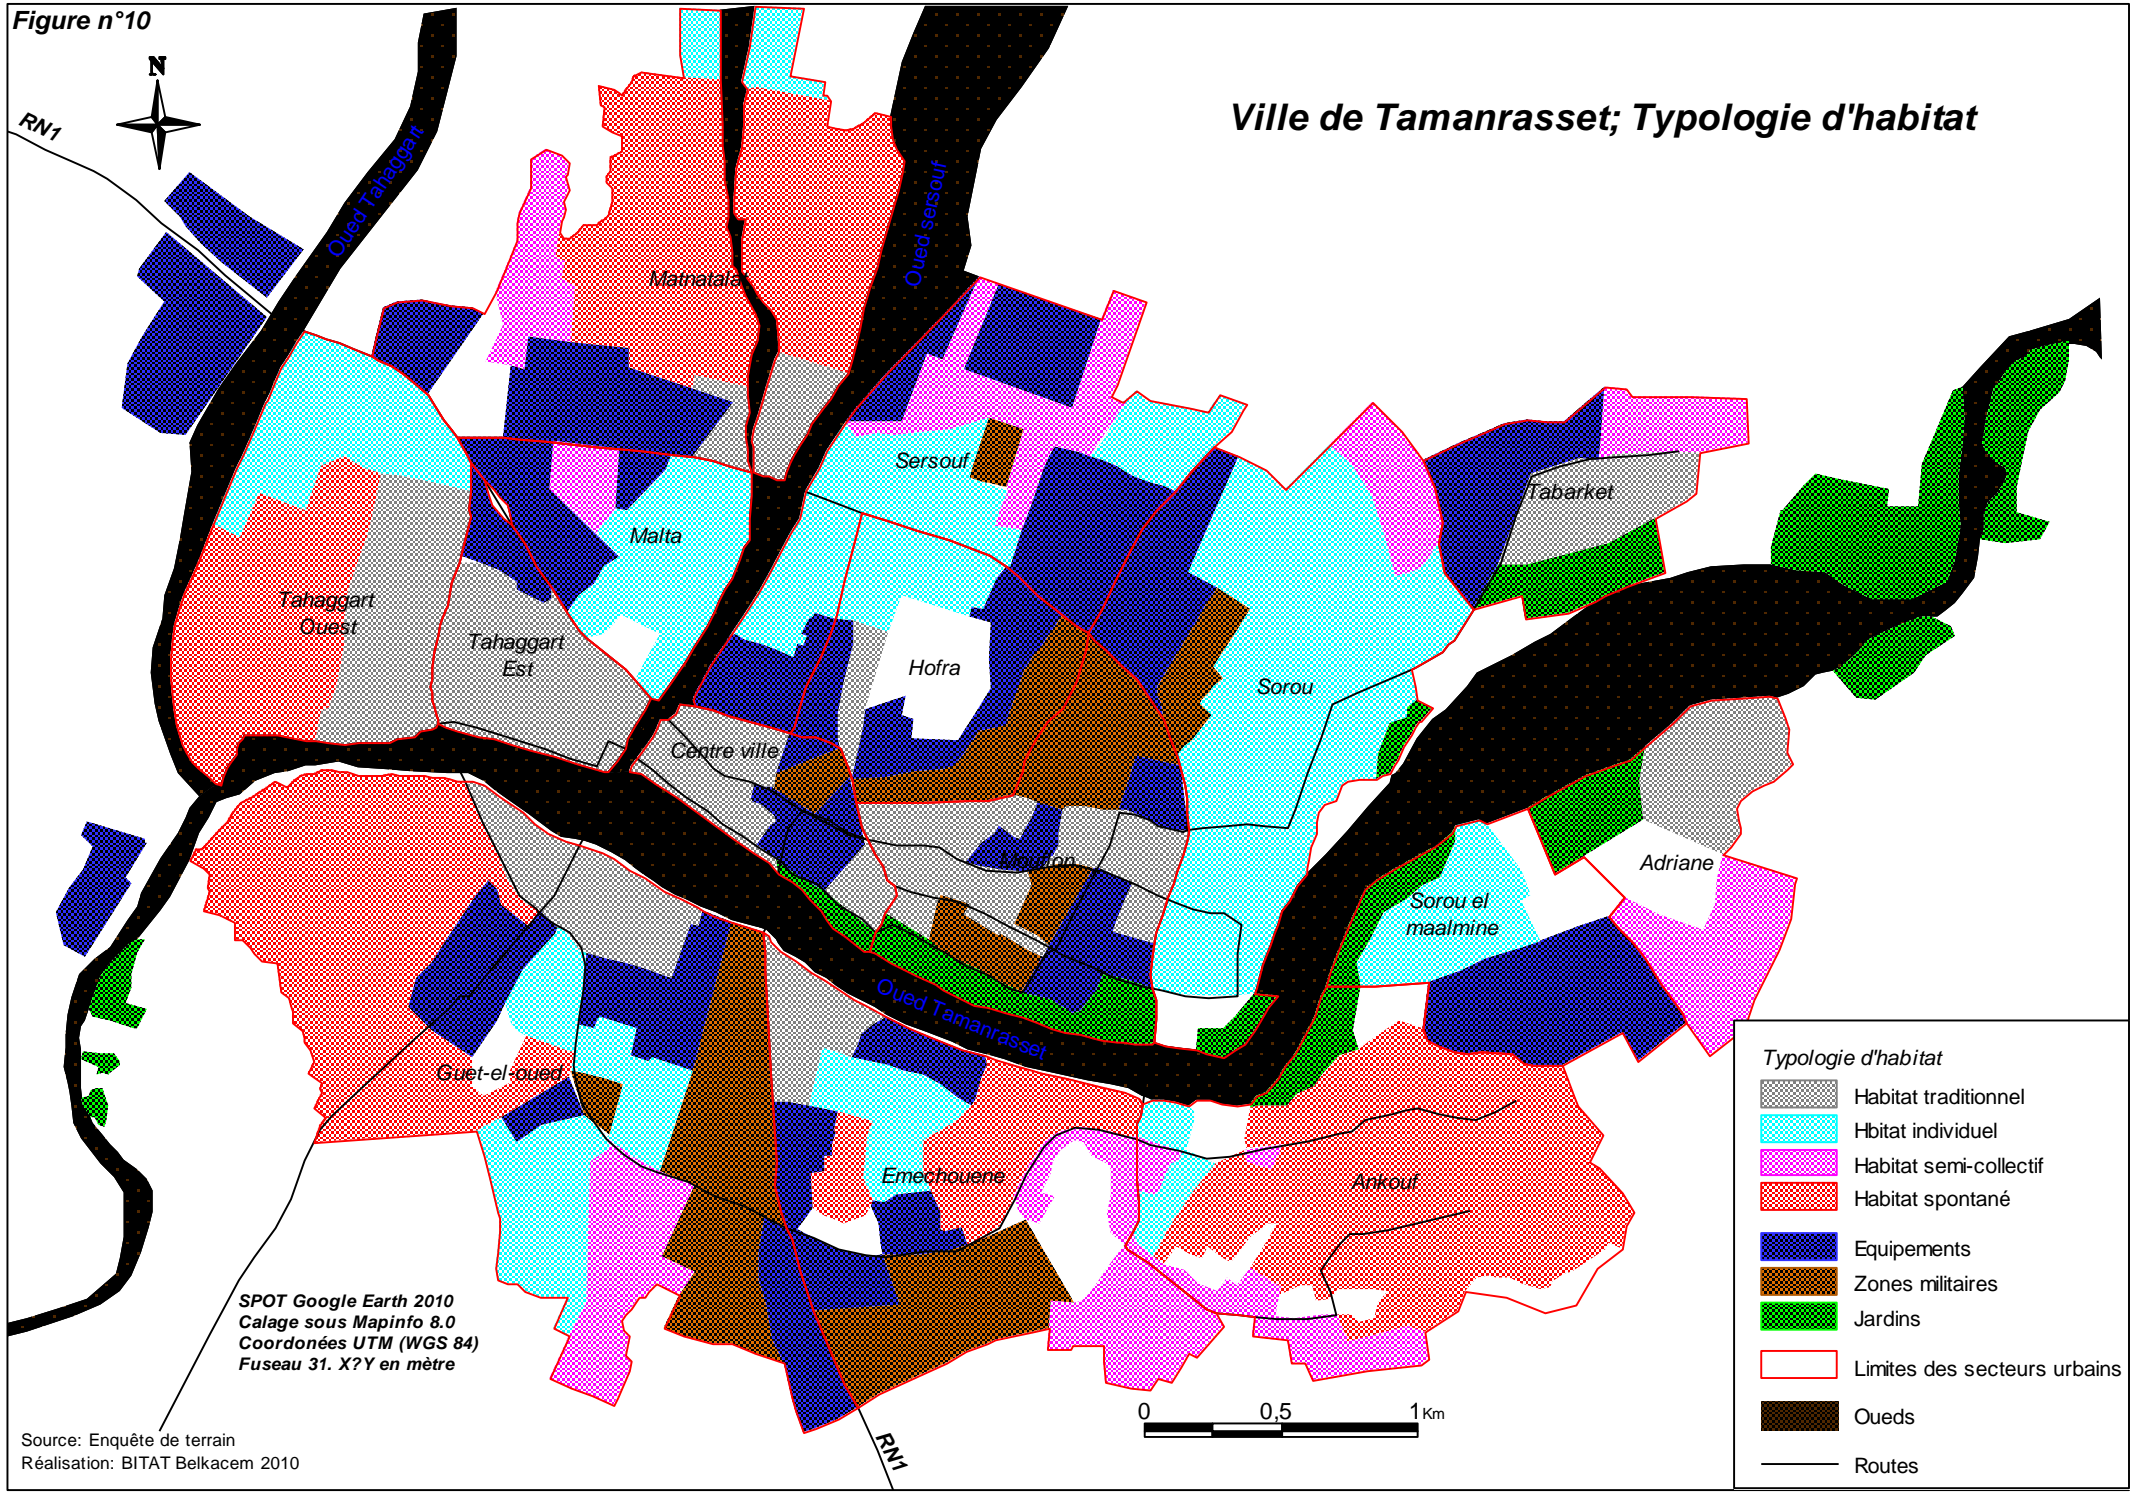 Figure n°10
N
RN1
Ville de Tamanrasset; Typologie d'habitat
Oued Tahaggart
Oued sersouf
Matnatalat
Sersouf
Tabarket
Malta
Tahaggart
Ouest
Tahaggart
Est
Hofra
Sorou
Centre ville
Mouflon
Adriane
Sorou el
maalmine
Oued Tamanrasset
Guet-el-oued
Emechouene
Ankouf
Typologie d'habitat
Habitat traditionnel
Hbitat individuel
Habitat semi-collectif
Habitat spontané
Equipements
Zones militaires
Jardins
Limites des secteurs urbains
Oueds
Routes
SPOT Google Earth 2010
Calage sous Mapinfo 8.0
Coordonées UTM (WGS 84)
Fuseau 31. X?Y en mètre
0 0,5 1Km
RN1
Source: Enquête de terrain
Réalisation: BITAT Belkacem 2010